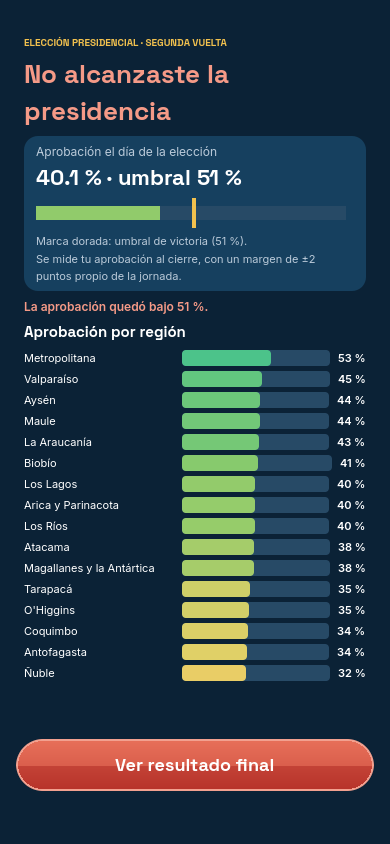 ELECCIÓN PRESIDENCIAL · SEGUNDA VUELTA
No alcanzaste la
presidencia
Aprobación el día de la elección
40.1 % · umbral 51 %
Marca dorada: umbral de victoria (51 %).
Se mide tu aprobación al cierre, con un margen de ±2
puntos propio de la jornada.
La aprobación quedó bajo 51 %.
Aprobación por región
Metropolitana 53 %
Valparaíso 45 %
Aysén 44 %
Maule 44 %
La Araucanía 43 %
Biobío 41 %
Los Lagos 40 %
Arica y Parinacota 40 %
Los Ríos 40 %
Atacama 38 %
Magallanes y la Antártica 38 %
Tarapacá 35 %
O'Higgins 35 %
Coquimbo 34 %
Antofagasta 34 %
Ñuble 32 %
Ver resultado final